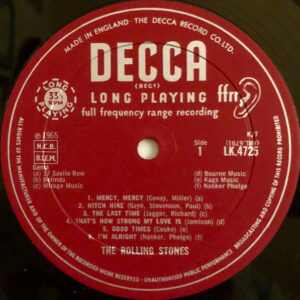 MADE IN ENGLAND · THE DECCA RECORD CO. LTD.
DECCA
(REGᴰ)
LONG PLAYING
LONG 33⅓ RPM PLAYING
ffrr
full frequency range recording
℗ 1965
K/T
N.C.B.
B.I.E.M.
Side
1
LK.4725
a) 57 Saville Row
b) Belinda
c) Mirage Music
d) Bourne Music
e) Kags Music
f) Nanker Phelge
1. MERCY, MERCY (Covay, Miller) a)
2. HITCH HIKE (Gaye, Stevenson, Paul) b)
3. THE LAST TIME (Jagger, Richard) c)
4. THAT'S HOW STRONG MY LOVE IS (Jamison) d)
5. GOOD TIMES (Cooke) e)
6. I'M ALRIGHT (Nanker, Phelge) f)
THE ROLLING STONES
ALL RIGHTS OF THE MANUFACTURER AND OF THE OWNER OF THE RECORDED WORK RESERVED · UNAUTHORISED PUBLIC PERFORMANCE, BROADCASTING AND COPYING OF THIS RECORD PROHIBITED